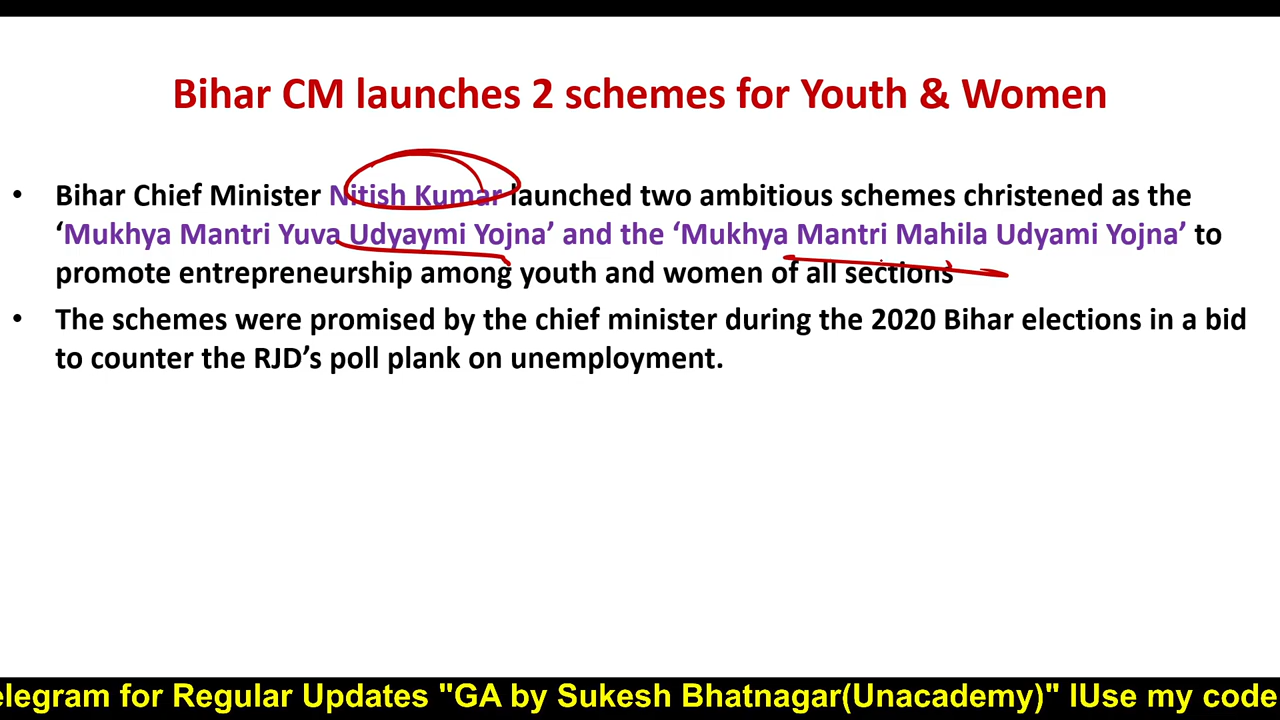 Bihar CM launches 2 schemes for Youth & Women
• Bihar Chief Minister Nitish Kumar launched two ambitious schemes christened as the
‘Mukhya Mantri Yuva Udyaymi Yojna’ and the ‘Mukhya Mantri Mahila Udyami Yojna’ to
promote entrepreneurship among youth and women of all sections
• The schemes were promised by the chief minister during the 2020 Bihar elections in a bid
to counter the RJD’s poll plank on unemployment.
elegram for Regular Updates "GA by Sukesh Bhatnagar(Unacademy)" IUse my code